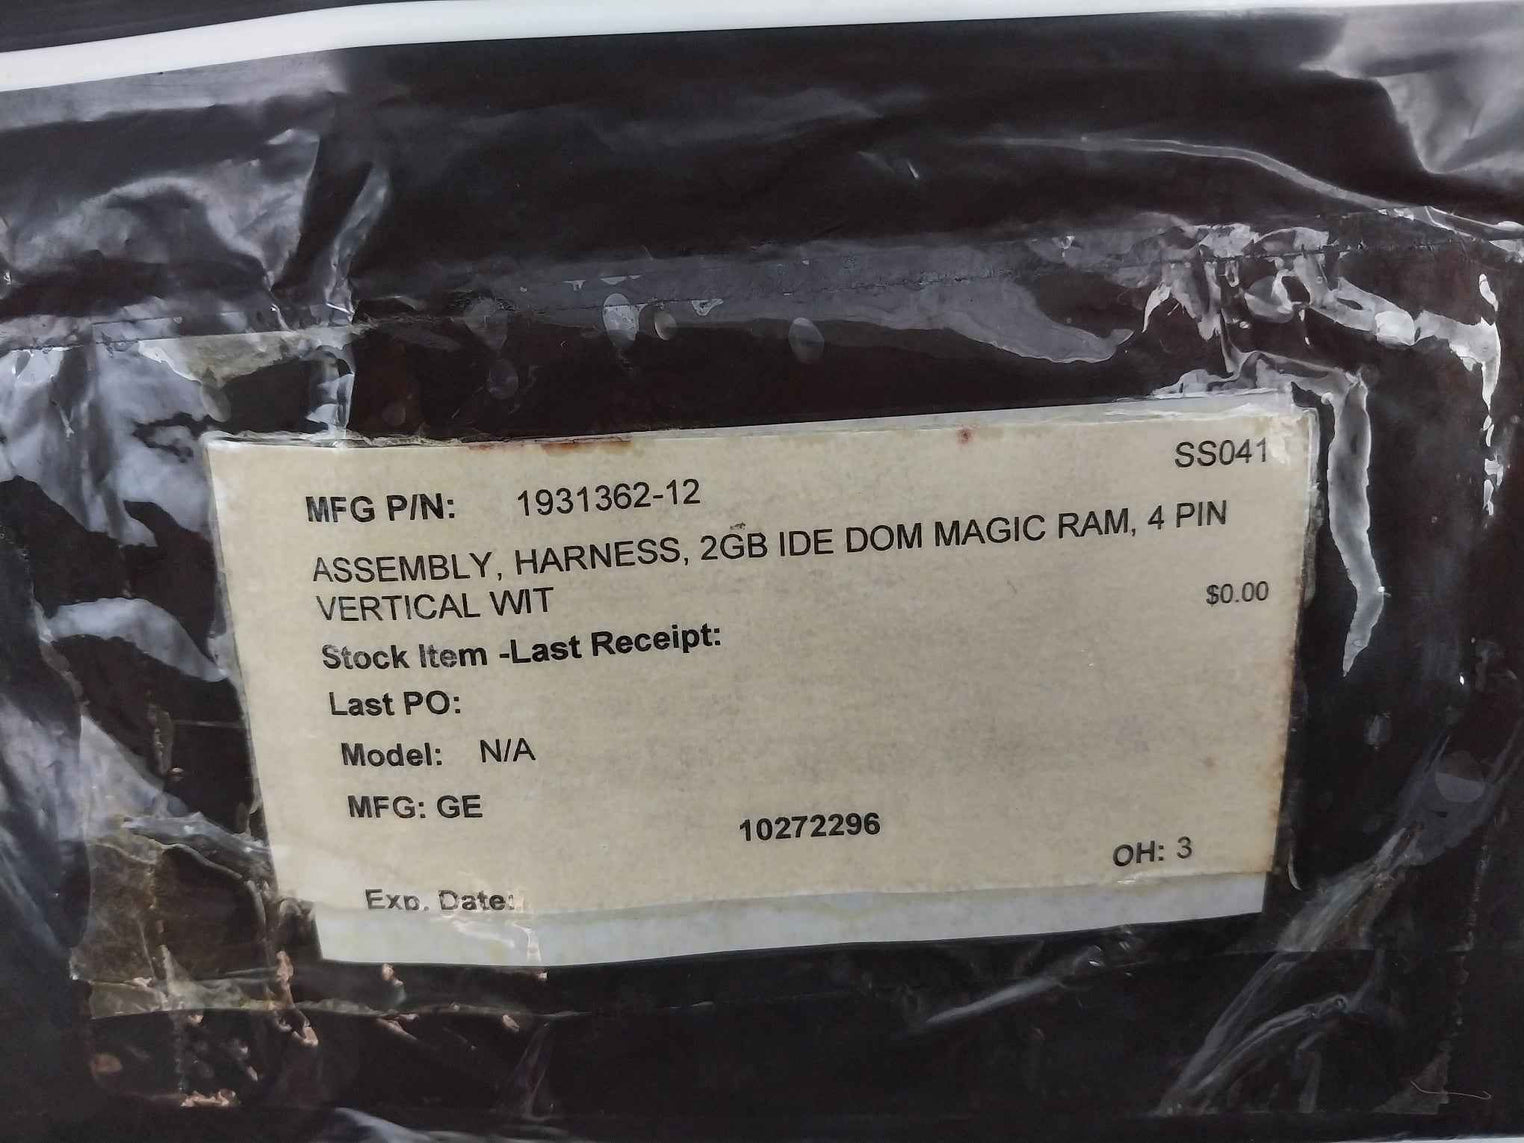 SS041
MFG P/N: 1931362-12
ASSEMBLY, HARNESS, 2GB IDE DOM MAGIC RAM, 4 PIN
VERTICAL WIT
$0.00
Stock Item -Last Receipt:
Last PO:
Model: N/A
MFG: GE
10272296
OH: 3
Exp. Date: